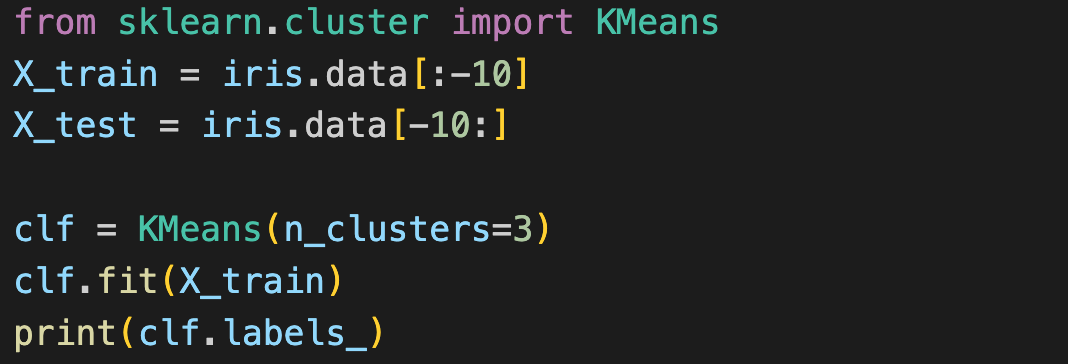 from sklearn.cluster import KMeans
X_train = iris.data[:-10]
X_test = iris.data[-10:]
clf = KMeans(n_clusters=3)
clf.fit(X_train)
print(clf.labels_)